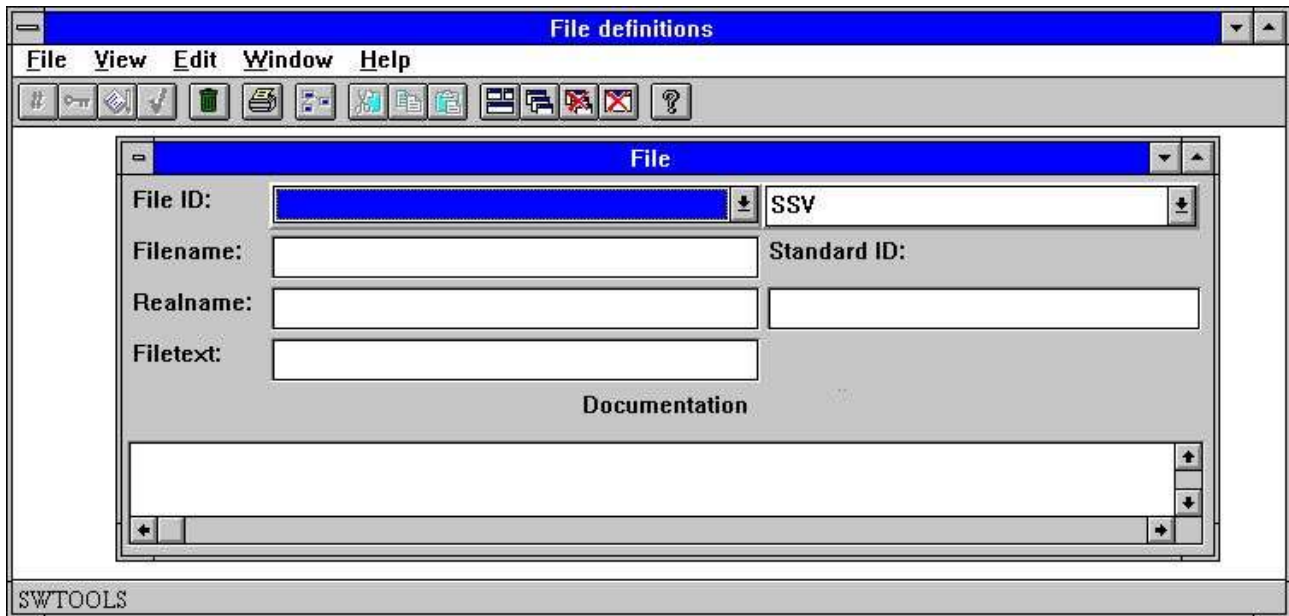 File definitions
File View Edit Window Help
#
?
File
File ID: SSV
Filename: Standard ID:
Realname:
Filetext:
Documentation
SWTOOLS